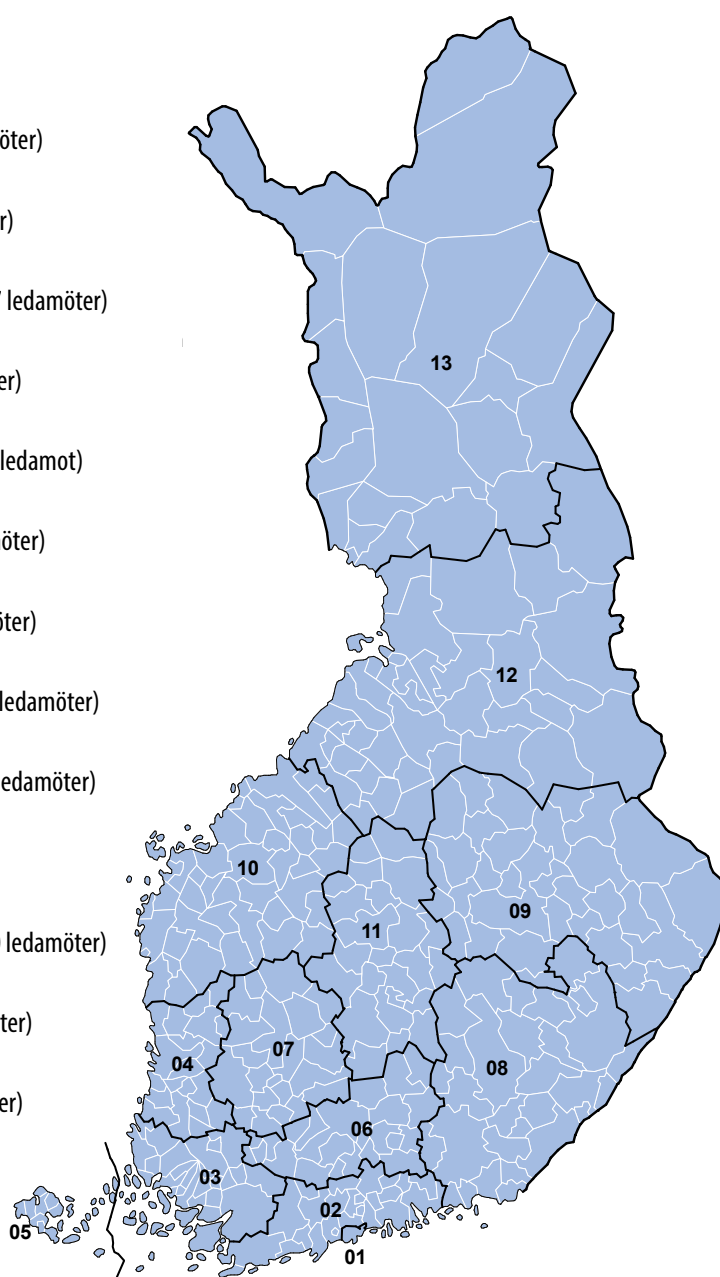 öter)
r)
ledamöter)
13
er)
ledamot)
öter)
öter)
12
ledamöter)
edamöter)
10
09
11
ledamöter)
ter)
07
04
08
er)
06
03
02
05
01